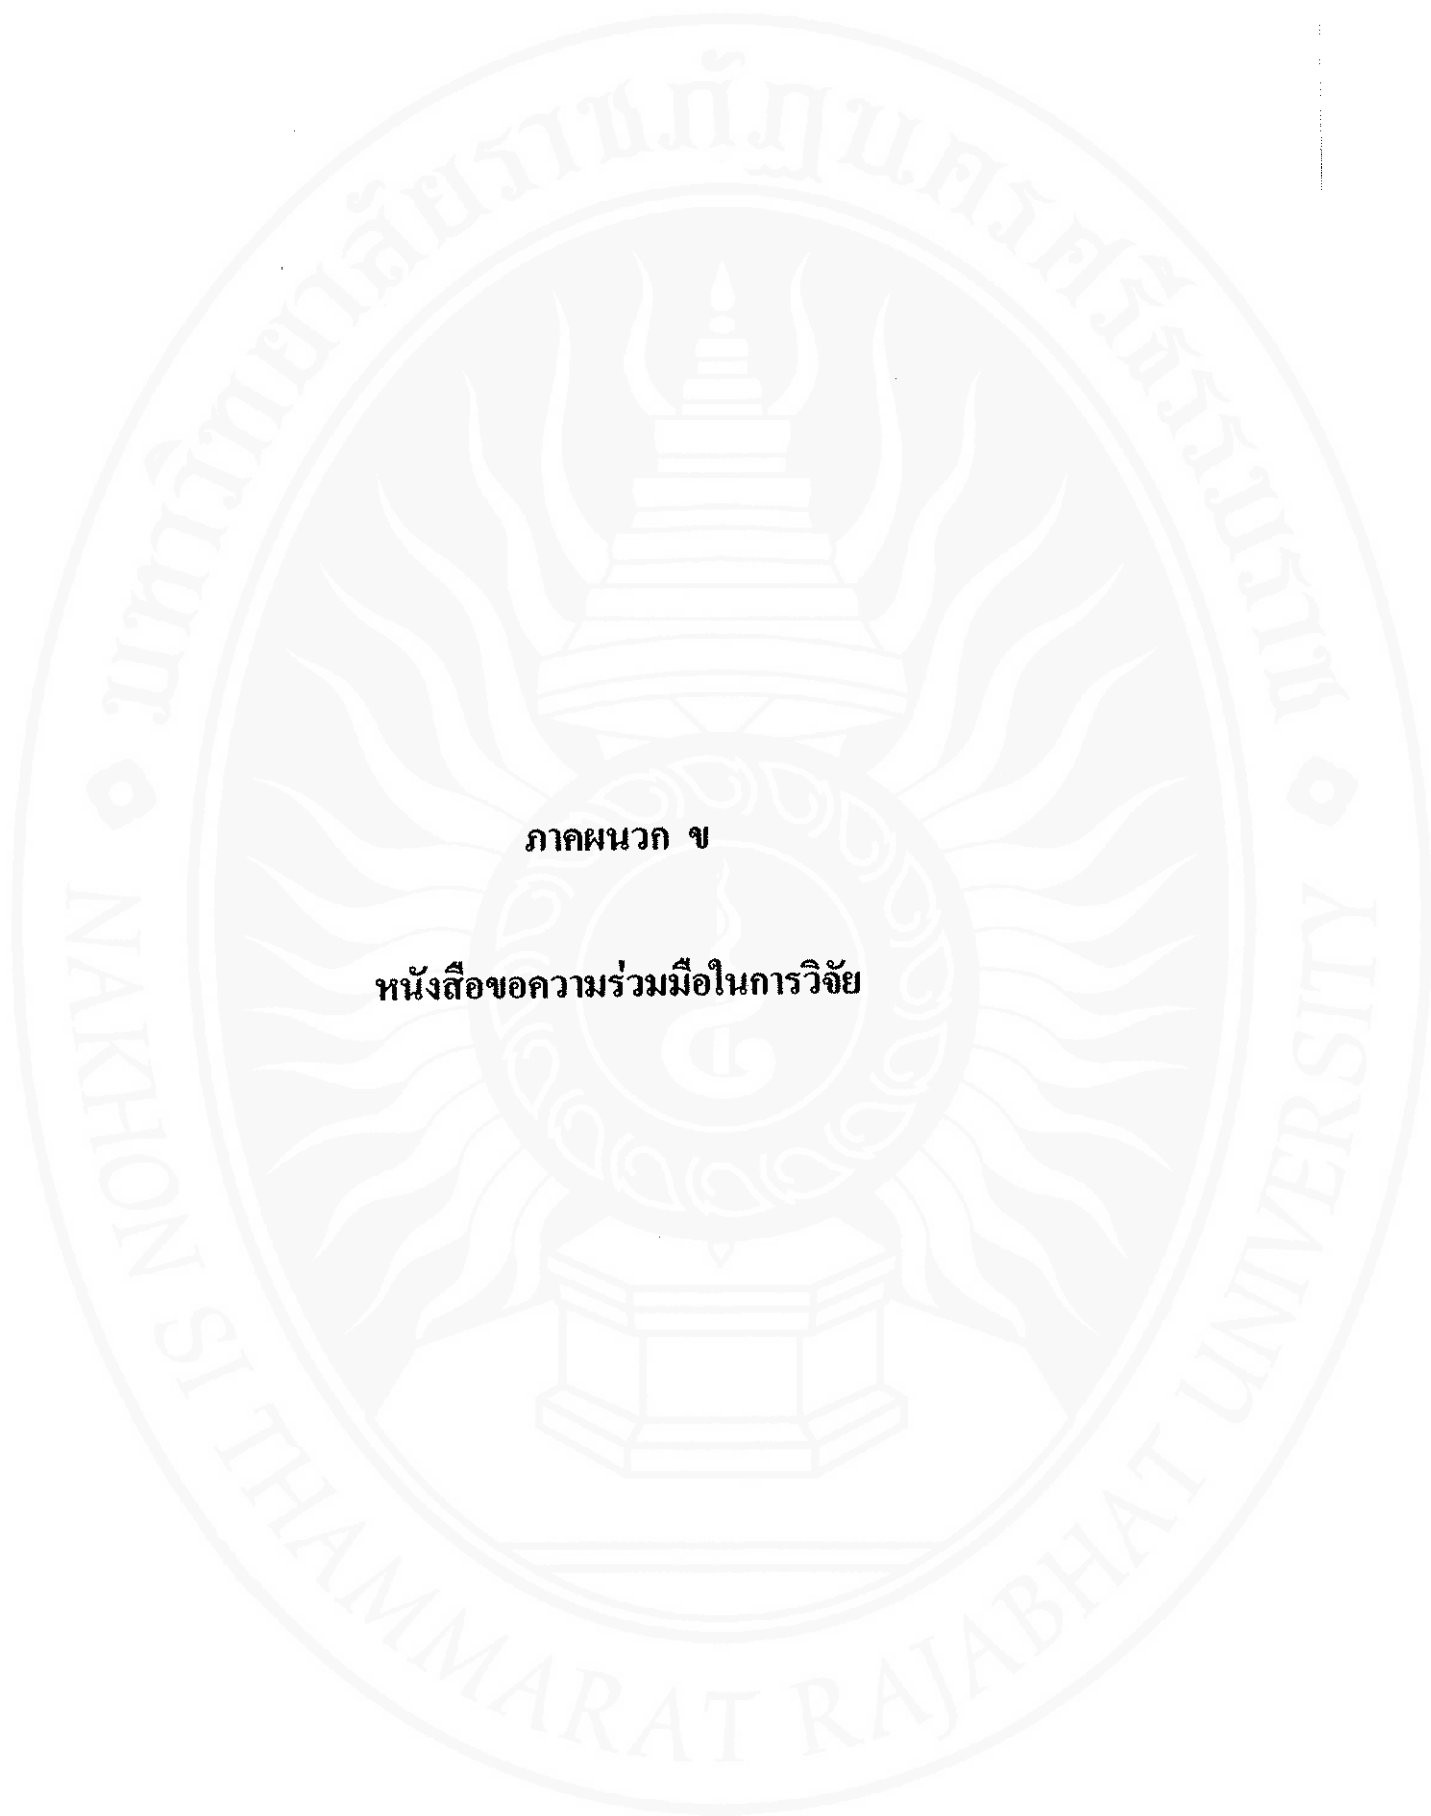 มหาวิทยาลัยราชภัฏนครศรีธรรมราช
ภาคผนวก ข
หนังสือขอความร่วมมือในการวิจัย
NAKHON SI THAMMARAT RAJABHAT UNIVERSITY